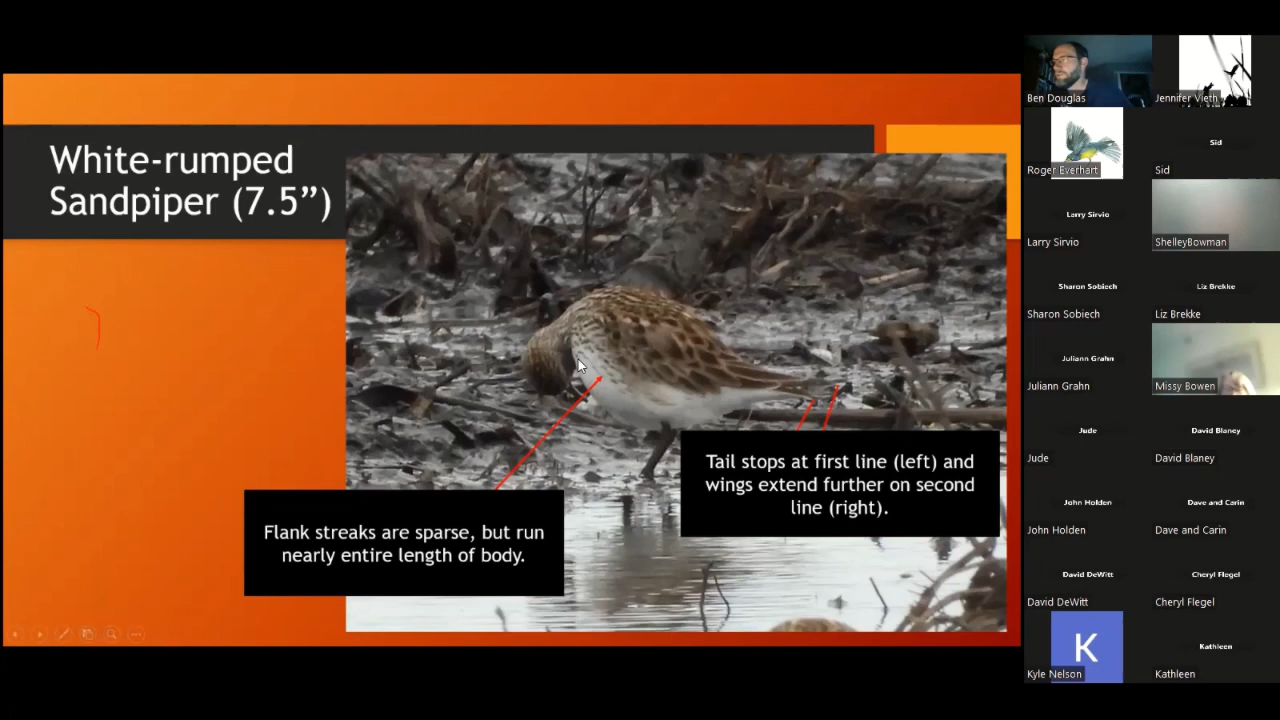 White-rumped
Sandpiper (7.5”)
Flank streaks are sparse, but run
nearly entire length of body.
Tail stops at first line (left) and
wings extend further on second
line (right).
Ben Douglas
Jennifer Vieth
Roger Everhart
Sid
Sid
Larry Sirvio
Larry Sirvio
ShelleyBowman
Sharon Sobiech
Sharon Sobiech
Liz Brekke
Liz Brekke
Juliann Grahn
Juliann Grahn
Missy Bowen
Jude
Jude
David Blaney
David Blaney
John Holden
John Holden
Dave and Carin
Dave and Carin
David DeWitt
David DeWitt
Cheryl Flegel
Cheryl Flegel
K
Kyle Nelson
Kathleen
Kathleen